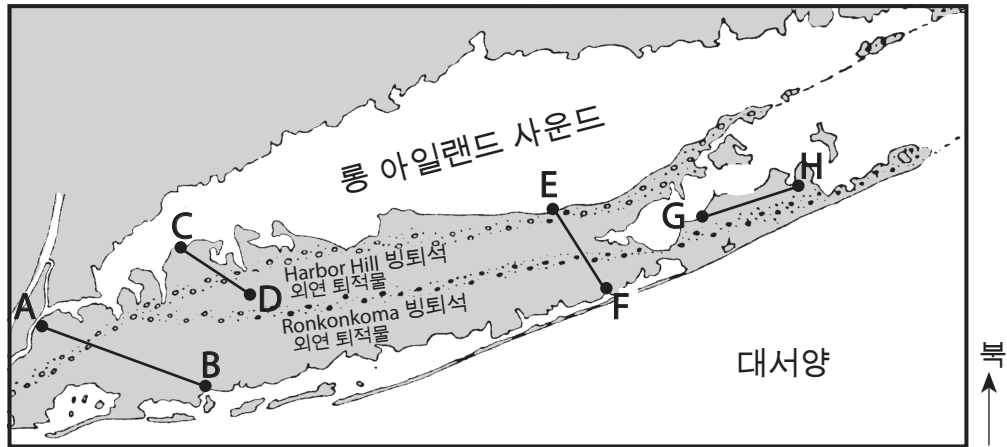 롱 아일랜드 사운드
E
H
C
G
Harbor Hill 빙퇴석
외연 퇴적물
A
D
F
Ronkonkoma 빙퇴석
외연 퇴적물
B
대서양
북